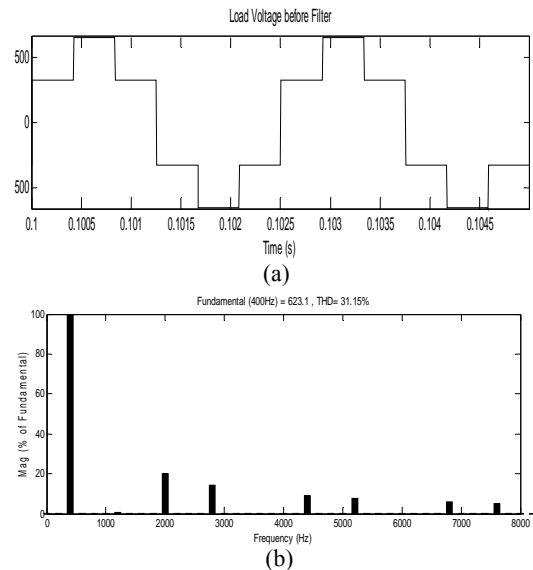 Load Voltage before Filter
500
0
500
0.1 0.1005 0.101 0.1015 0.102 0.1025 0.103 0.1035 0.104 0.1045
Time (s)
(a)
Fundamental (400Hz) = 623.1 , THD= 31.15%
100
80
60
40
20
0
Mag (% of Fundamental)
0 1000 2000 3000 4000 5000 6000 7000 8000
Frequency (Hz)
(b)